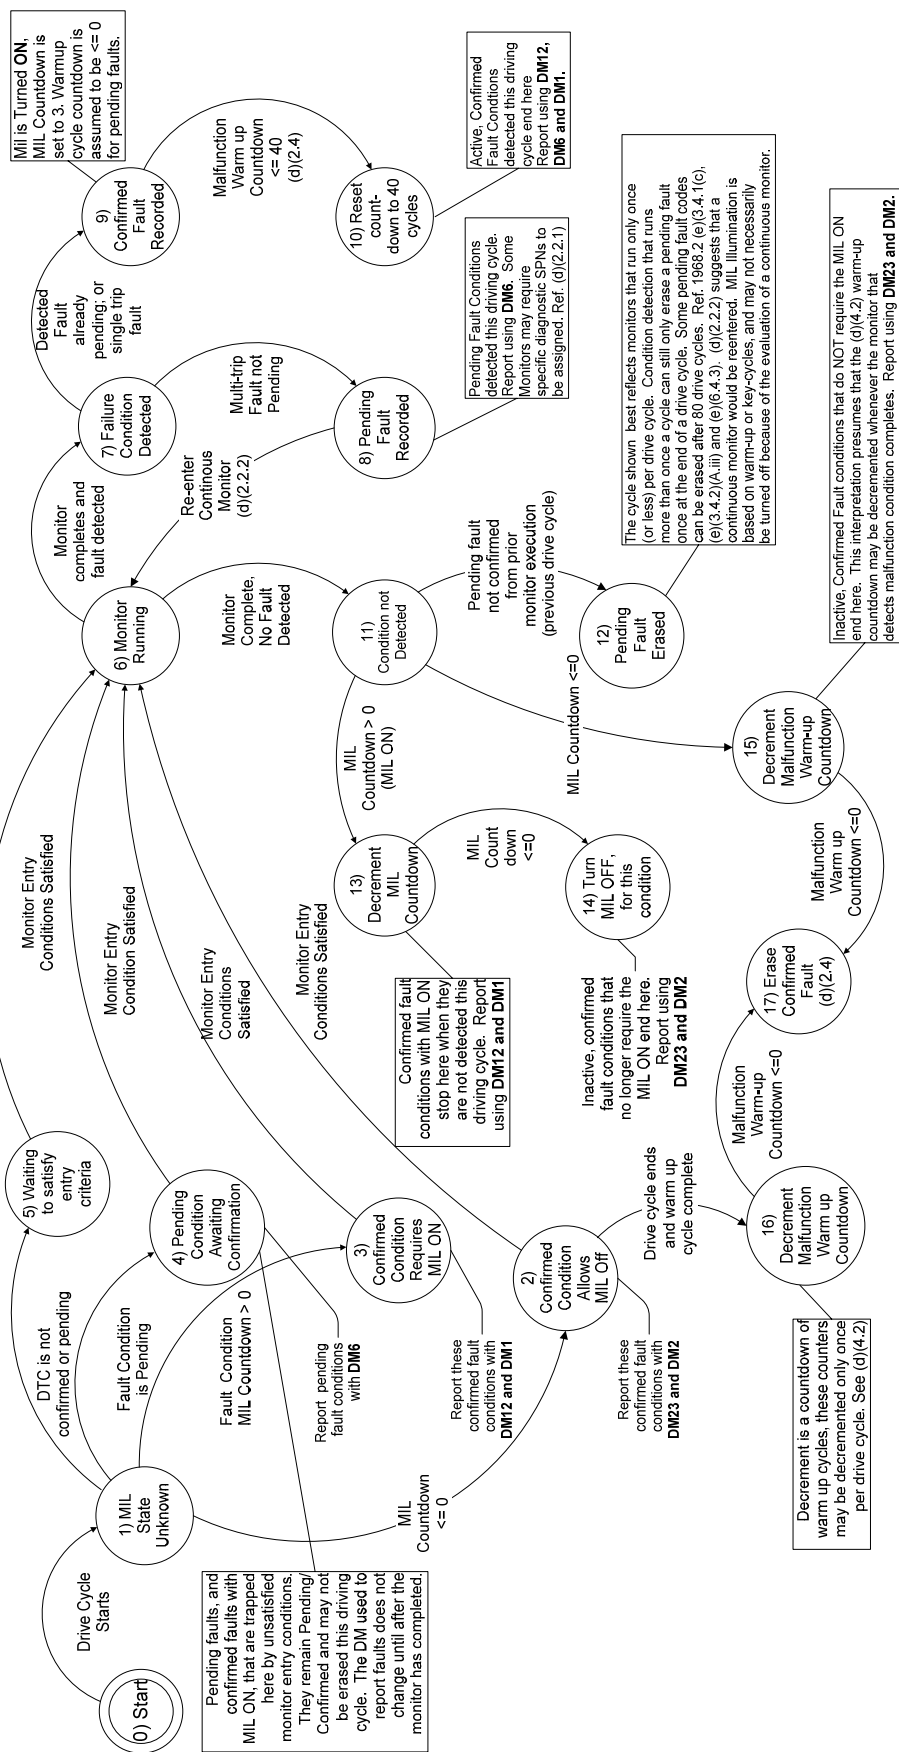 0) Start
Drive Cycle
Starts
1) MIL
State
Unknown
DTC is not
confirmed or pending
Fault Condition
is Pending
Fault Condition
MIL Countdown > 0
MIL
Countdown
<= 0
Pending faults, and
confirmed faults with
MIL ON, that are trapped
here by unsatisfied
monitor entry conditions.
They remain Pending/
Confirmed and may not
be erased this driving
cycle. The DM used to
report faults does not
change until after the
monitor has completed.
5) Waiting
to satisfy
entry
criteria
4) Pending
Condition
Awaiting
Confirmation
3)
Confirmed
Condition
Requires
MIL ON
2)
Confirmed
Condition
Allows
MIL Off
Report pending
fault conditions
with DM6
Report these
confirmed fault
conditions with
DM12 and DM1
Report these
confirmed fault
conditions with
DM23 and DM2
Drive cycle ends
and warm up
cycle complete
16)
Decrement
Malfunction
Warm up
Countdown
Decrement is a countdown of
warm up cycles, these counters
may be decremented only once
per drive cycle. See (d)(4.2)
Malfunction
Warm-up
Countdown <=0
17) Erase
Confirmed
Fault
(d)(2.4)
Monitor Entry
Conditions Satisfied
Monitor Entry
Condition Satisfied
Monitor Entry
Conditions
Satisfied
Monitor Entry
Conditions Satisfied
6) Monitor
Running
Monitor
completes and
fault detected
7) Failure
Condition
Detected
Detected
Fault
already
pending; or
single trip
fault
9)
Confirmed
Fault
Recorded
Mil is Turned ON,
MIL Countdown is
set to 3. Warmup
cycle countdown is
assumed to be <= 0
for pending faults.
Malfunction
Warm up
Countdown
<= 40
(d)(2.4)
10) Reset
count-
down to 40
cycles
Active, Confirmed
Fault Condtions
detected this driving
cycle end here
Report using DM12,
DM6 and DM1.
Multi-trip
Fault not
Pending
8) Pending
Fault
Recorded
Re-enter
Continous
Monitor
(d)(2.2.2)
Pending Fault Conditions
detected this driving cycle.
Report using DM6. Some
Monitors may require
specific diagnostic SPNs to
be assigned. Ref. (d)(2.2.1)
Monitor
Complete,
No Fault
Detected
11)
Condition not
Detected
Pending fault
not confirmed
from prior
monitor execution
(previous drive cycle)
12)
Pending
Fault
Erased
The cycle shown best reflects monitors that run only once
(or less) per drive cycle. Condition detection that runs
more than once a cycle can still only erase a pending fault
once at the end of a drive cycle. Some pending fault codes
can be erased after 80 drive cycles. Ref. 1968.2 (e)(3.4.1(c),
(e)(3.4.2)(A.iii) and (e)(6.4.3). (d)(2.2.2) suggests that a
continuous monitor would be reentered. MIL Illumination is
based on warm-up or key-cycles, and may not necessarily
be turned off because of the evaluation of a continuous monitor.
MIL
Countdown > 0
(MIL ON)
13)
Decrement
MIL
Countdown
Confirmed fault
conditions with MIL ON
stop here when they
are not detected this
driving cycle. Report
using DM12 and DM1
MIL
Count
down
<=0
14) Turn
MIL OFF,
for this
condition
Inactive, confirmed
fault conditions that
no longer require the
MIL ON end here.
Report using
DM23 and DM2
MIL Countdown <=0
15)
Decrement
Malfunction
Warm-up
Countdown
Malfunction
Warm up
Countdown <=0
Inactive, Confirmed Fault conditions that do NOT require the MIL ON
end here. This interpretation presumes that the (d)(4.2) warm-up
countdown may be decremented whenever the monitor that
detects malfunction condition completes. Report using DM23 and DM2.